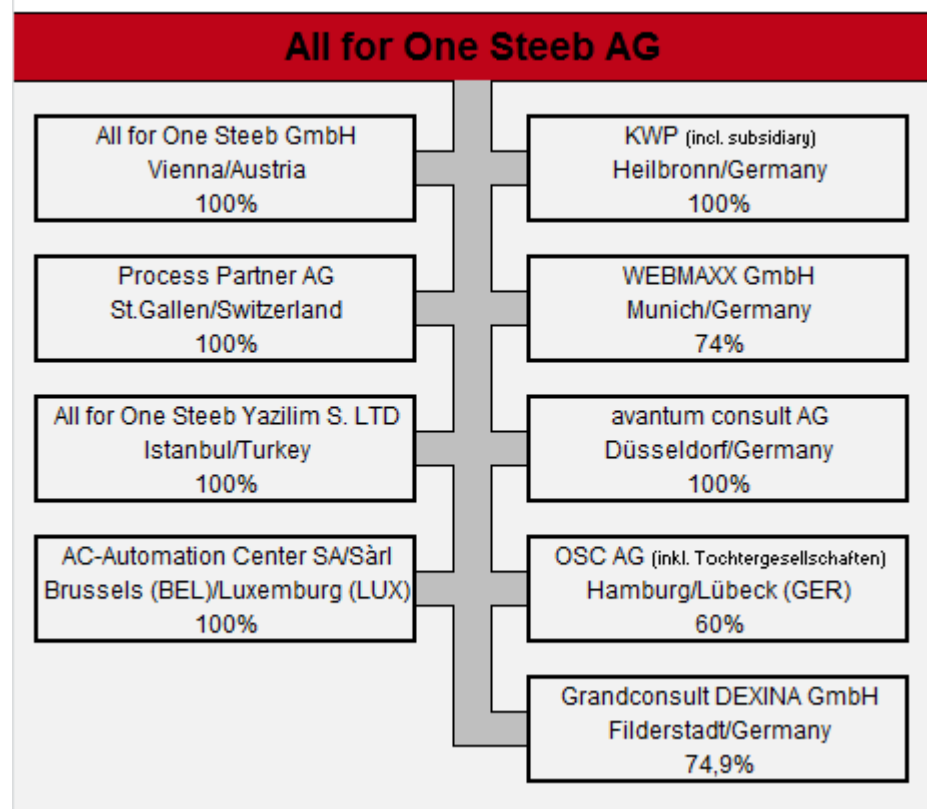 All for One Steeb AG
All for One Steeb GmbH
Vienna/Austria
100%
KWP (incl. subsidiary)
Heilbronn/Germany
100%
Process Partner AG
St.Gallen/Switzerland
100%
WEBMAXX GmbH
Munich/Germany
74%
All for One Steeb Yazilim S. LTD
Istanbul/Turkey
100%
avantum consult AG
Düsseldorf/Germany
100%
AC-Automation Center SA/Sàrl
Brussels (BEL)/Luxemburg (LUX)
100%
OSC AG (inkl. Tochtergesellschaften)
Hamburg/Lübeck (GER)
60%
Grandconsult DEXINA GmbH
Filderstadt/Germany
74,9%